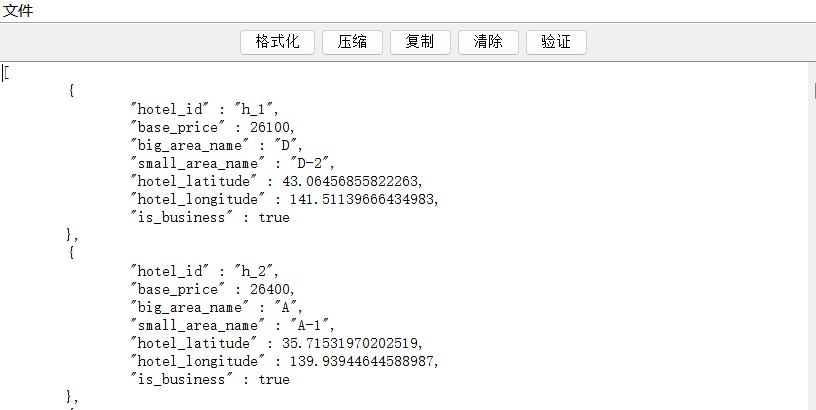 文件
格式化 压缩 复制 清除 验证
[
{
"hotel_id" : "h_1",
"base_price" : 26100,
"big_area_name" : "D",
"small_area_name" : "D-2",
"hotel_latitude" : 43.06456855822263,
"hotel_longitude" : 141.51139666434983,
"is_business" : true
},
{
"hotel_id" : "h_2",
"base_price" : 26400,
"big_area_name" : "A",
"small_area_name" : "A-1",
"hotel_latitude" : 35.71531970202519,
"hotel_longitude" : 139.93944644588987,
"is_business" : true
},